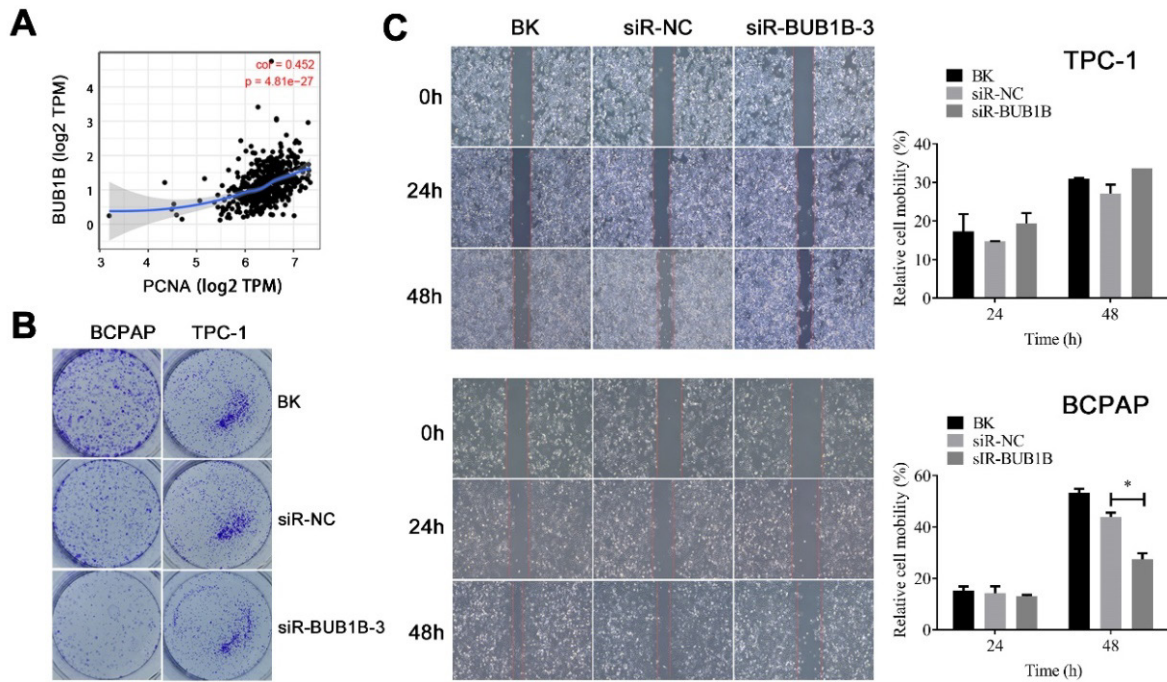 A
cor = 0.452
p = 4.81e−27
BUB1B (log2 TPM)
4
3
2
1
0
3 4 5 6 7
PCNA (log2 TPM)
B
BCPAP TPC-1
BK
siR-NC
siR-BUB1B-3
C
BK siR-NC siR-BUB1B-3
0h
24h
48h
0h
24h
48h
TPC-1
BK
siR-NC
siR-BUB1B
Relative cell mobility (%)
40
30
20
10
0
24 48
Time (h)
BCPAP
BK
siR-NC
sIR-BUB1B
Relative cell mobility (%)
60
40
20
0
*
24 48
Time (h)